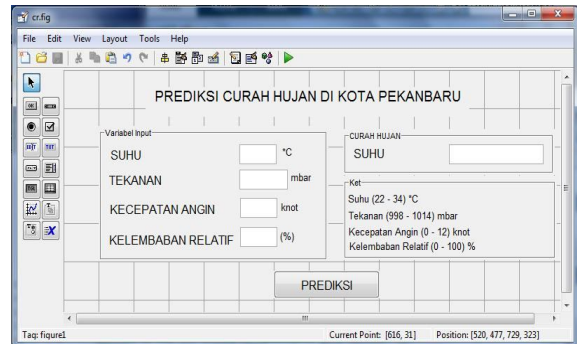 cr.fig
File Edit View Layout Tools Help
PREDIKSI CURAH HUJAN DI KOTA PEKANBARU
Variabel Input
SUHU °C
TEKANAN mbar
KECEPATAN ANGIN knot
KELEMBABAN RELATIF (%)
CURAH HUJAN
SUHU
Ket
Suhu (22 - 34) °C
Tekanan (998 - 1014) mbar
Kecepatan Angin (0 - 12) knot
Kelembaban Relatif (0 - 100) %
PREDIKSI
Tag: figure1
Current Point: [616, 31] Position: [520, 477, 729, 323]